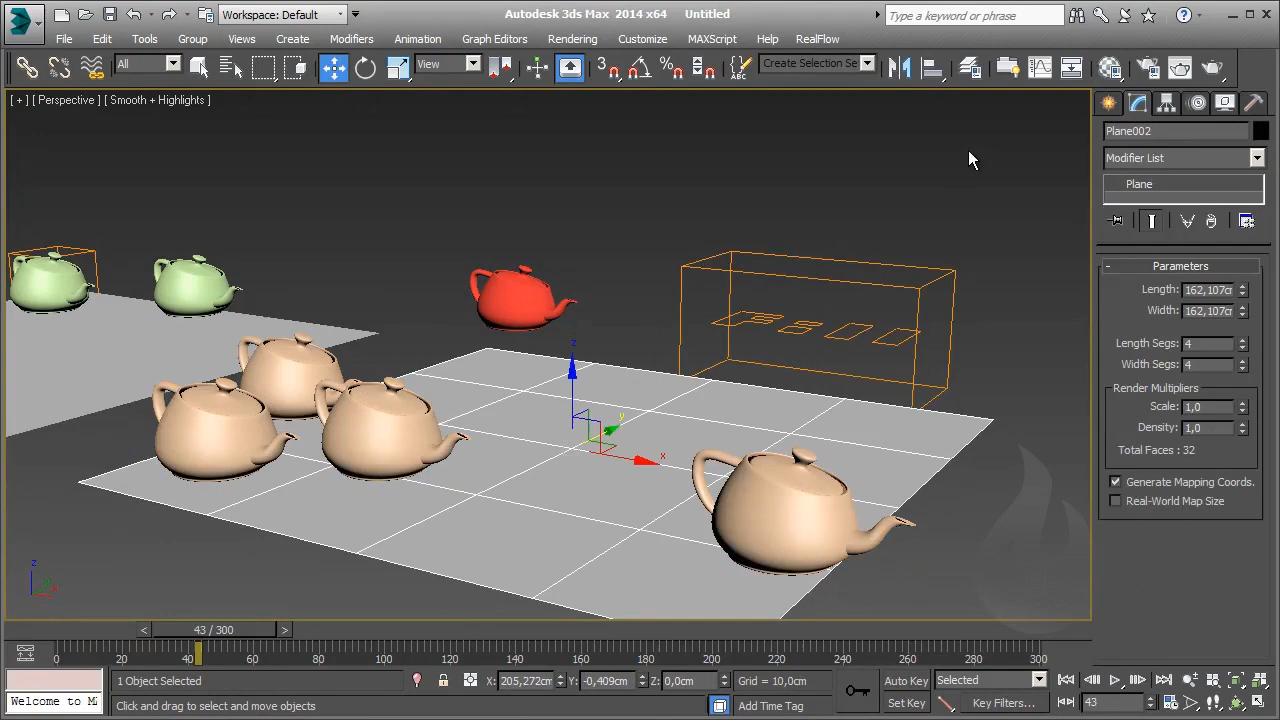 Workspace: Default
Autodesk 3ds Max 2014 x64 Untitled
Type a keyword or phrase
File Edit Tools Group Views Create Modifiers Animation Graph Editors Rendering Customize MAXScript Help RealFlow
All
View
3
Create Selection Se
[ + ] [ Perspective ] [ Smooth + Highlights ]
Plane002
Modifier List
Plane
- Parameters
Length: 162,107cm
Width: 162,107cm
Length Segs: 4
Width Segs: 4
Render Multipliers
Scale: 1,0
Density: 1,0
Total Faces : 32
Generate Mapping Coords.
Real-World Map Size
z
y
x
z
x
< 43 / 300 >
0 20 40 60 80 100 120 140 160 180 200 220 240 260 280 300
1 Object Selected
X: 205,272cm Y: -0,409cm Z: 0,0cm
Grid = 10,0cm
Auto Key
Selected
Welcome to MA
Click and drag to select and move objects
Add Time Tag
Set Key
Key Filters...
43